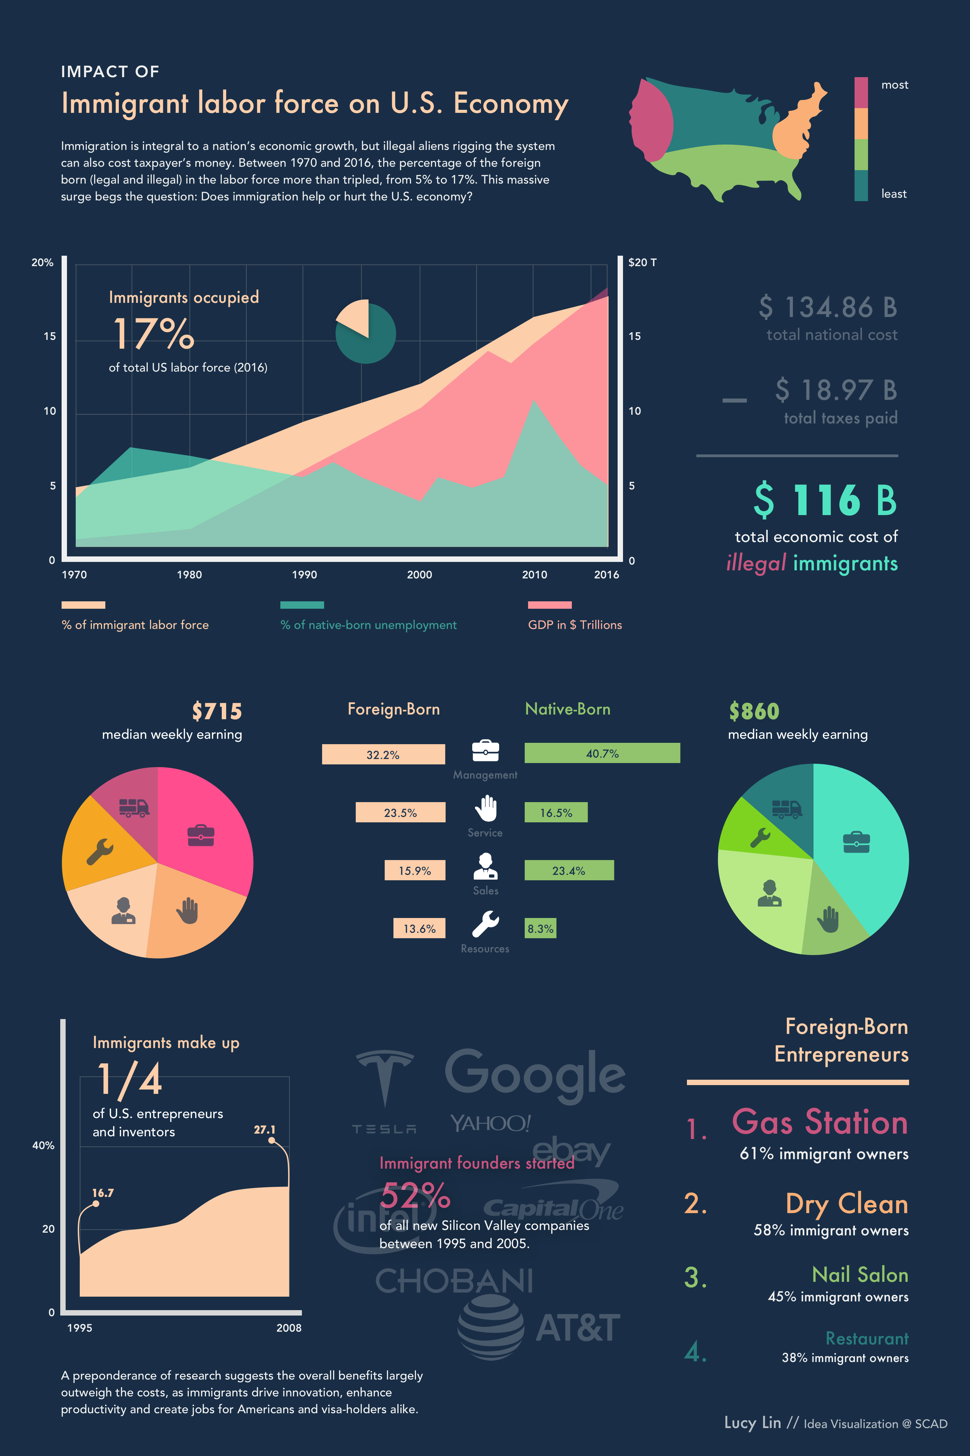 IMPACT OF
Immigrant labor force on U.S. Economy
Immigration is integral to a nation's economic growth, but illegal aliens rigging the system
can also cost taxpayer's money. Between 1970 and 2016, the percentage of the foreign
born (legal and illegal) in the labor force more than tripled, from 5% to 17%. This massive
surge begs the question: Does immigration help or hurt the U.S. economy?
most
least
20%
15
10
5
0
$20 T
15
10
5
0
Immigrants occupied
17%
of total US labor force (2016)
1970
1980
1990
2000
2010
2016
% of immigrant labor force
% of native-born unemployment
GDP in $ Trillions
$ 134.86 B
total national cost
— $ 18.97 B
total taxes paid
$ 116 B
total economic cost of
illegal immigrants
$715
median weekly earning
Foreign-Born
Native-Born
$860
median weekly earning
32.2%
40.7%
Management
23.5%
16.5%
Service
15.9%
23.4%
Sales
13.6%
8.3%
Resources
Immigrants make up
1/4
of U.S. entrepreneurs
and inventors
27.1
16.7
40%
20
0
1995
2008
TESLA
Google
YAHOO!
ebay
Immigrant founders started
52%
intel
CapitalOne
of all new Silicon Valley companies
between 1995 and 2005.
CHOBANI
AT&T
Foreign-Born
Entrepreneurs
1. Gas Station
61% immigrant owners
2. Dry Clean
58% immigrant owners
3. Nail Salon
45% immigrant owners
4. Restaurant
38% immigrant owners
A preponderance of research suggests the overall benefits largely
outweigh the costs, as immigrants drive innovation, enhance
productivity and create jobs for Americans and visa-holders alike.
Lucy Lin // Idea Visualization @ SCAD